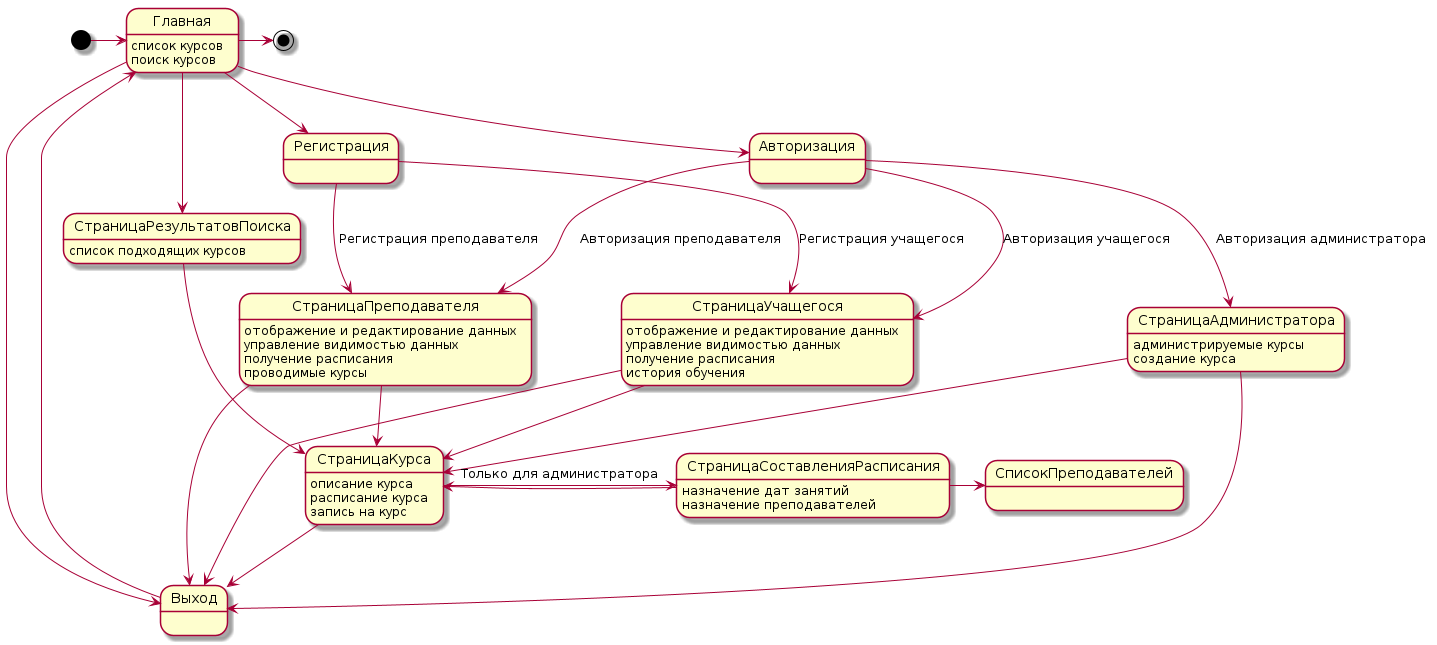 Главная
список курсов
поиск курсов
Регистрация
Авторизация
СтраницаРезультатовПоиска
список подходящих курсов
Регистрация преподавателя
Авторизация преподавателя
Регистрация учащегося
Авторизация учащегося
Авторизация администратора
СтраницаПреподавателя
отображение и редактирование данных
управление видимостью данных
получение расписания
проводимые курсы
СтраницаУчащегося
отображение и редактирование данных
управление видимостью данных
получение расписания
история обучения
СтраницаАдминистратора
администрируемые курсы
создание курса
СтраницаКурса
описание курса
расписание курса
запись на курс
Только для администратора
СтраницаСоставленияРасписания
назначение дат занятий
назначение преподавателей
СписокПреподавателей
Выход